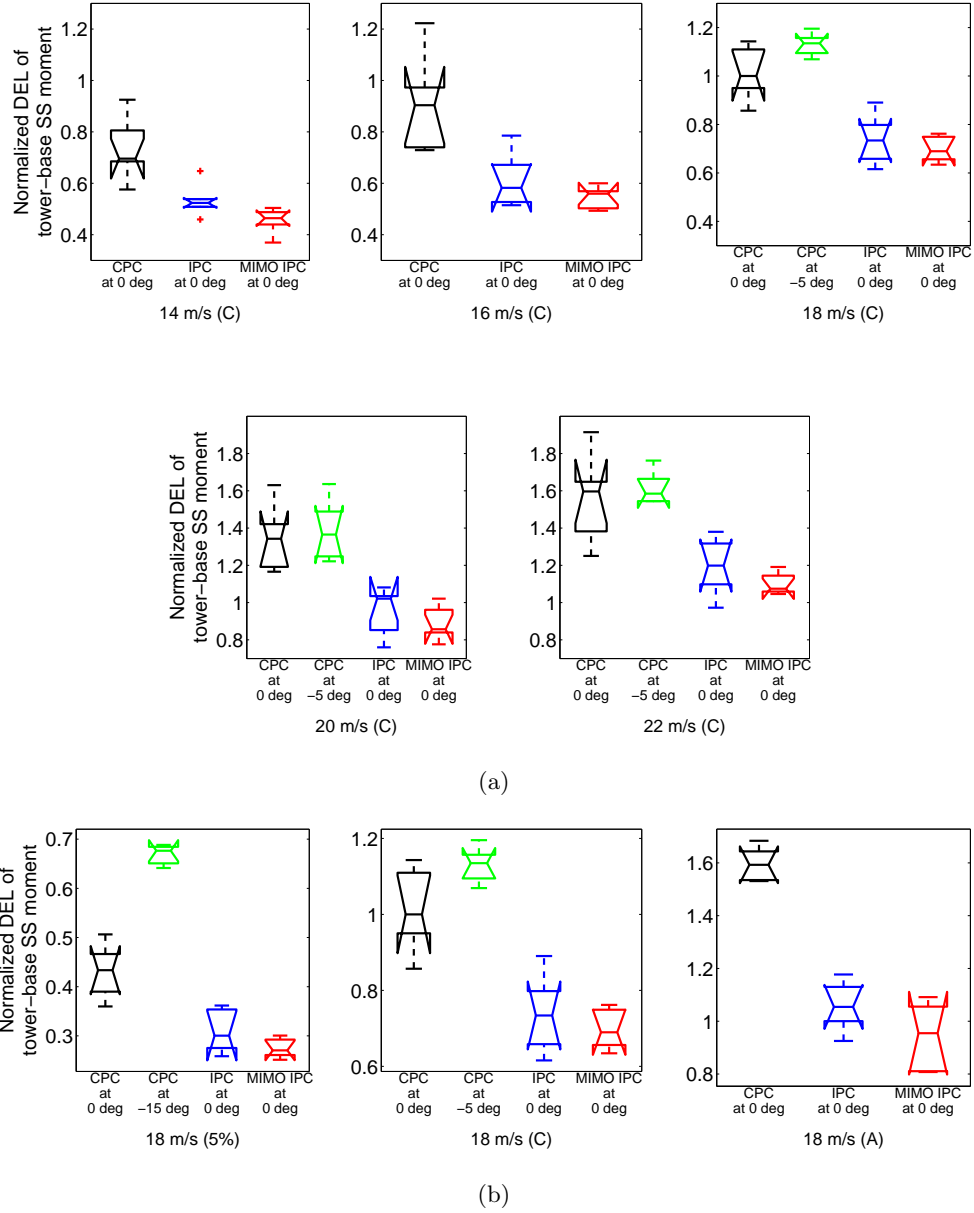 Normalized DEL of
tower−base SS moment
1.2
1
0.8
0.6
0.4
CPC
at 0 deg
IPC
at 0 deg
MIMO IPC
at 0 deg
14 m/s (C)
1.2
1
0.8
0.6
0.4
CPC
at 0 deg
IPC
at 0 deg
MIMO IPC
at 0 deg
16 m/s (C)
1.2
1
0.8
0.6
0.4
CPC
at
0 deg
CPC
at
−5 deg
IPC
at
0 deg
MIMO IPC
at
0 deg
18 m/s (C)
Normalized DEL of
tower−base SS moment
1.8
1.6
1.4
1.2
1
0.8
CPC
at
0 deg
CPC
at
−5 deg
IPC
at
0 deg
MIMO IPC
at
0 deg
20 m/s (C)
1.8
1.6
1.4
1.2
1
0.8
CPC
at
0 deg
CPC
at
−5 deg
IPC
at
0 deg
MIMO IPC
at
0 deg
22 m/s (C)
(a)
Normalized DEL of
tower−base SS moment
0.7
0.6
0.5
0.4
0.3
CPC
at
0 deg
CPC
at
−15 deg
IPC
at
0 deg
MIMO IPC
at
0 deg
18 m/s (5%)
1.2
1
0.8
0.6
CPC
at
0 deg
CPC
at
−5 deg
IPC
at
0 deg
MIMO IPC
at
0 deg
18 m/s (C)
1.6
1.4
1.2
1
0.8
CPC
at 0 deg
IPC
at 0 deg
MIMO IPC
at 0 deg
18 m/s (A)
(b)